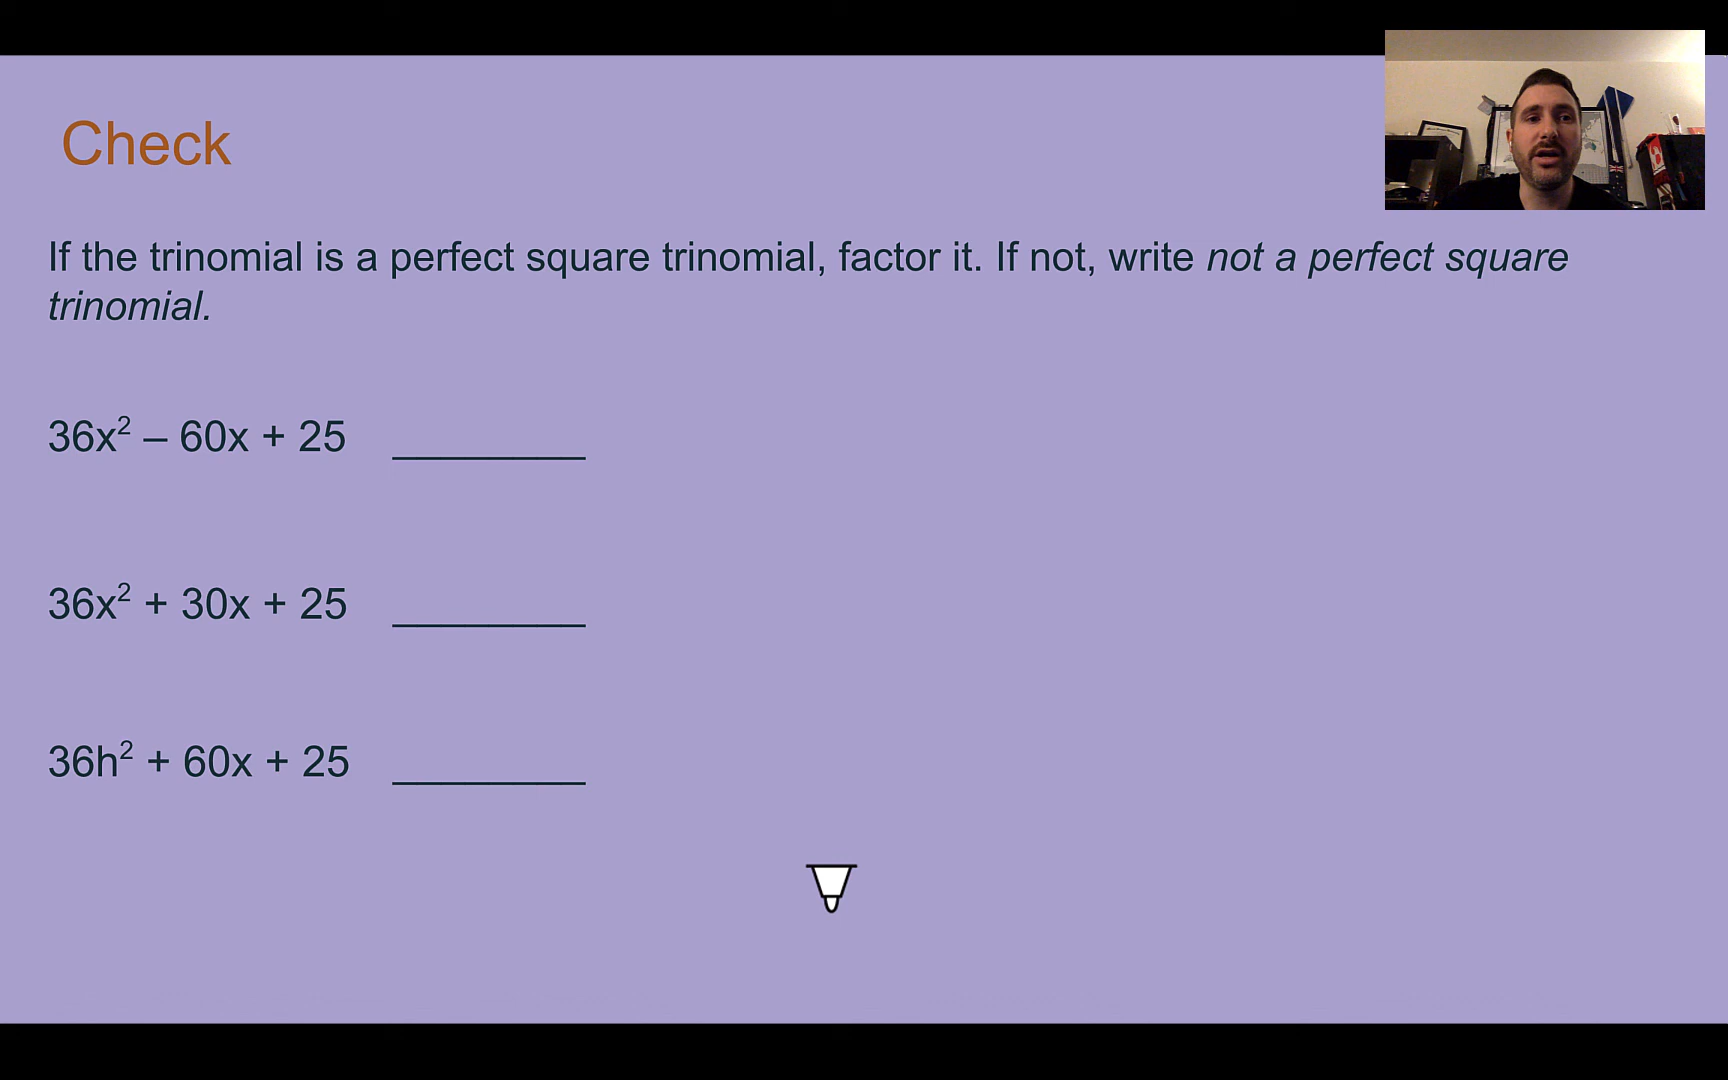 Check
If the trinomial is a perfect square trinomial, factor it. If not, write not a perfect square
trinomial.
36x² – 60x + 25 ________
36x² + 30x + 25 ________
36h² + 60x + 25 ________